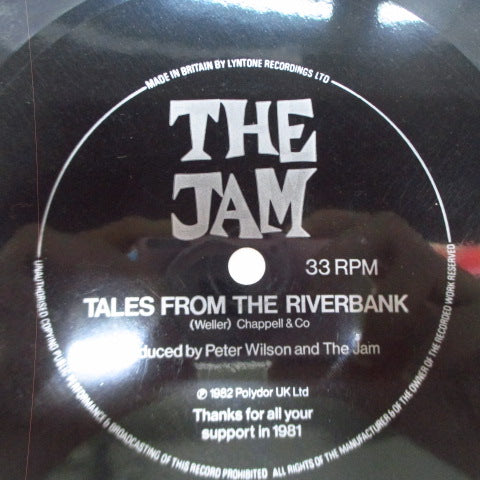 MADE IN BRITAIN BY LYNTONE RECORDINGS LTD
THE
JAM
33 RPM
TALES FROM THE RIVERBANK
(Weller) Chappell & Co
duced by Peter Wilson and The Jam
℗ 1982 Polydor UK Ltd
Thanks for all your
support in 1981
UNAUTHORISED COPYING PUBLIC PERFORMANCE & BROADCASTING OF THIS RECORD PROHIBITED ALL RIGHTS OF THE MANUFACTURER & OF THE OWNER OF THE RECORDED WORK RESERVED